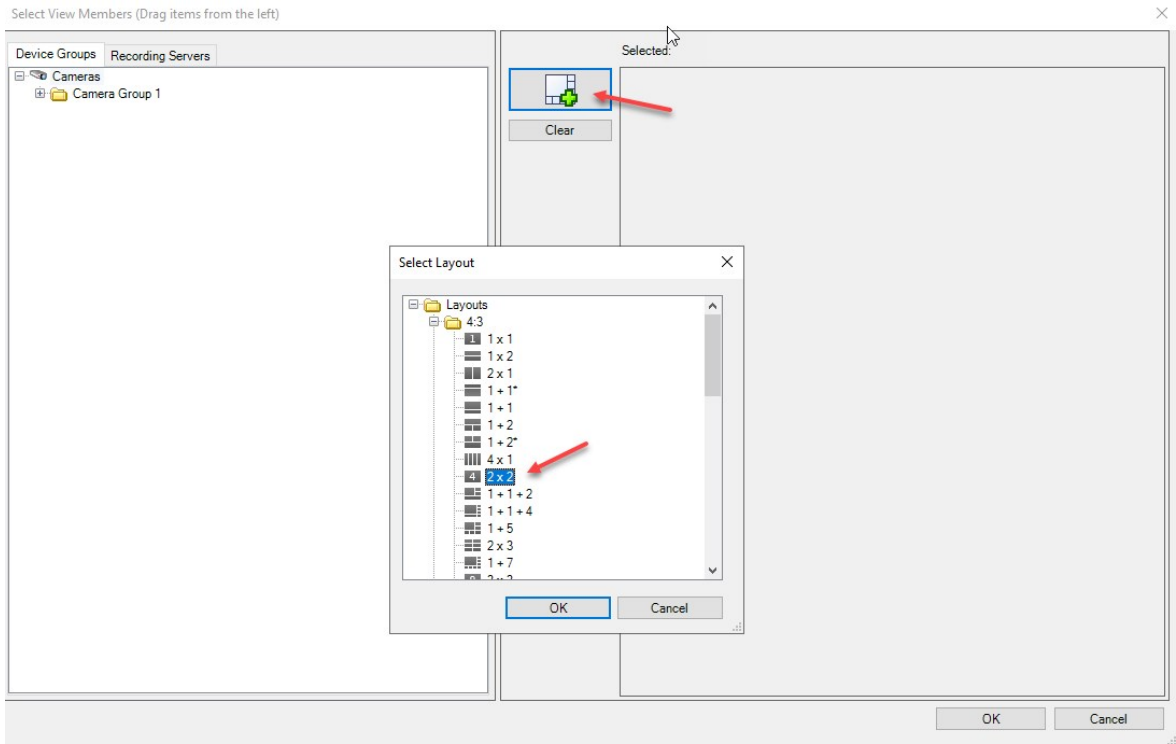 Select View Members (Drag items from the left)
Device Groups
Recording Servers
Selected:
Cameras
Camera Group 1
Clear
Select Layout
Layouts
4:3
1 1 x 1
1 x 2
2 x 1
1 + 1*
1 + 1
1 + 2
1 + 2*
4 x 1
4 2 x 2
1 + 1 + 2
1 + 1 + 4
1 + 5
2 x 3
1 + 7
OK
Cancel
OK
Cancel